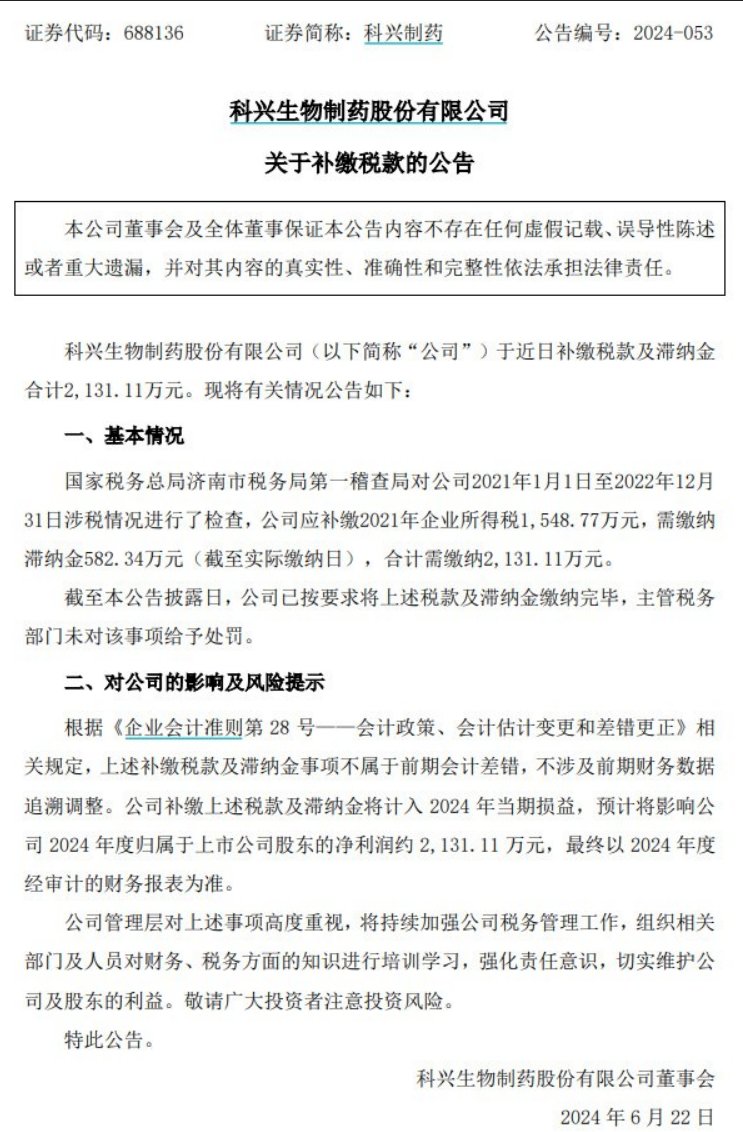 证券代码：688136 证券简称：科兴制药 公告编号：2024-053
科兴生物制药股份有限公司
关于补缴税款的公告
本公司董事会及全体董事保证本公告内容不存在任何虚假记载、误导性陈述
或者重大遗漏，并对其内容的真实性、准确性和完整性依法承担法律责任。
科兴生物制药股份有限公司（以下简称“公司”）于近日补缴税款及滞纳金
合计2,131.11万元。现将有关情况公告如下：
一、基本情况
国家税务总局济南市税务局第一稽查局对公司2021年1月1日至2022年12月
31日涉税情况进行了检查，公司应补缴2021年企业所得税1,548.77万元，需缴纳
滞纳金582.34万元（截至实际缴纳日），合计需缴纳2,131.11万元。
截至本公告披露日，公司已按要求将上述税款及滞纳金缴纳完毕，主管税务
部门未对该事项给予处罚。
二、对公司的影响及风险提示
根据《企业会计准则第 28 号——会计政策、会计估计变更和差错更正》相
关规定，上述补缴税款及滞纳金事项不属于前期会计差错，不涉及前期财务数据
追溯调整。公司补缴上述税款及滞纳金将计入 2024 年当期损益，预计将影响公
司 2024 年度归属于上市公司股东的净利润约 2,131.11 万元，最终以 2024 年度
经审计的财务报表为准。
公司管理层对上述事项高度重视，将持续加强公司税务管理工作，组织相关
部门及人员对财务、税务方面的知识进行培训学习，强化责任意识，切实维护公
司及股东的利益。敬请广大投资者注意投资风险。
特此公告。
科兴生物制药股份有限公司董事会
2024 年 6 月 22 日